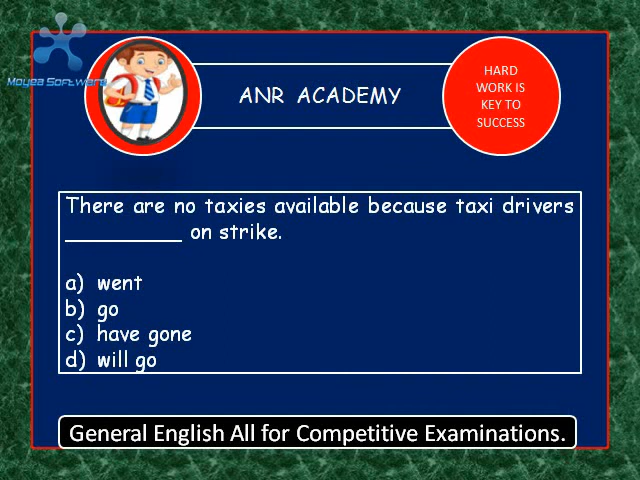 Moyea Software
ANR ACADEMY
HARD
WORK IS
KEY TO
SUCCESS
There are no taxies available because taxi drivers
_________ on strike.
a) went
b) go
c) have gone
d) will go
General English All for Competitive Examinations.